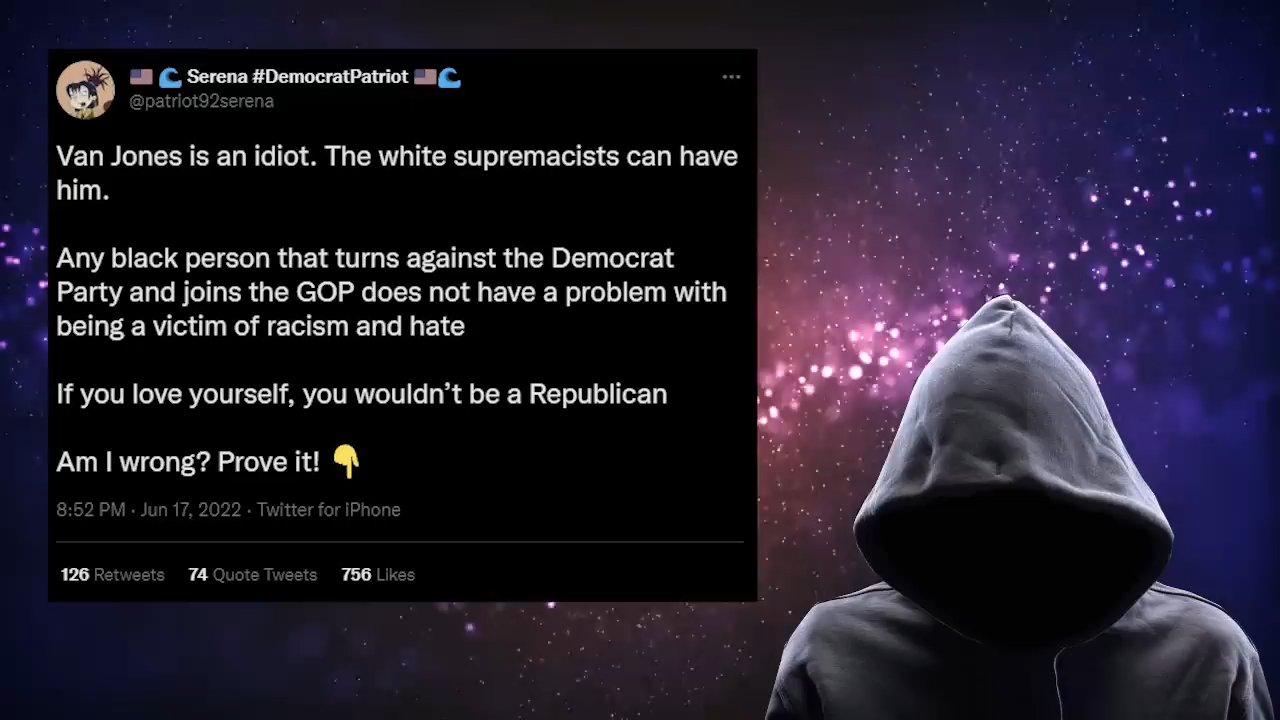 🇺🇸 🌊 Serena #DemocratPatriot 🇺🇸🌊
@patriot92serena
Van Jones is an idiot. The white supremacists can have
him.
Any black person that turns against the Democrat
Party and joins the GOP does not have a problem with
being a victim of racism and hate
If you love yourself, you wouldn’t be a Republican
Am I wrong? Prove it! 👇
8:52 PM · Jun 17, 2022 · Twitter for iPhone
126 Retweets 74 Quote Tweets 756 Likes